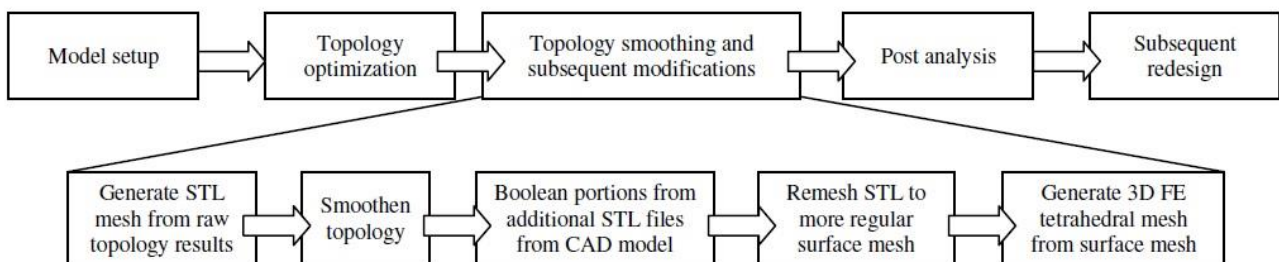 Model setup
Topology
optimization
Topology smoothing and
subsequent modifications
Post analysis
Subsequent
redesign
Generate STL
mesh from raw
topology results
Smoothen
topology
Boolean portions from
additional STL files
from CAD model
Remesh STL to
more regular
surface mesh
Generate 3D FE
tetrahedral mesh
from surface mesh